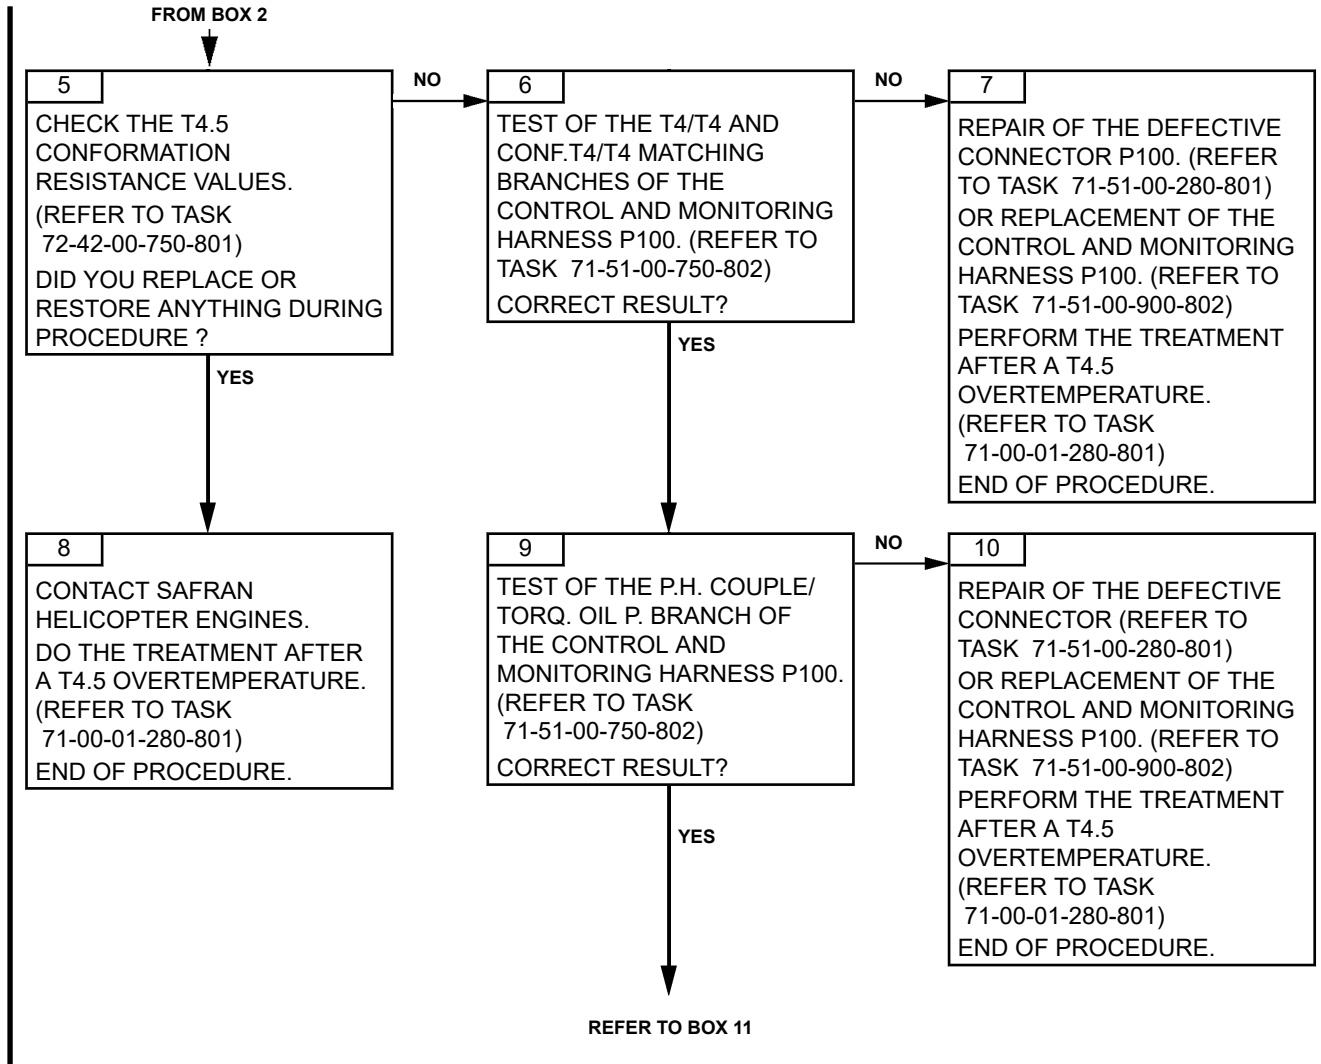 FROM BOX 2
5
CHECK THE T4.5
CONFORMATION
RESISTANCE VALUES.
(REFER TO TASK
72-42-00-750-801)
DID YOU REPLACE OR
RESTORE ANYTHING DURING
PROCEDURE ?
NO
YES
6
TEST OF THE T4/T4 AND
CONF.T4/T4 MATCHING
BRANCHES OF THE
CONTROL AND MONITORING
HARNESS P100. (REFER TO
TASK 71-51-00-750-802)
CORRECT RESULT?
NO
YES
7
REPAIR OF THE DEFECTIVE
CONNECTOR P100. (REFER
TO TASK 71-51-00-280-801)
OR REPLACEMENT OF THE
CONTROL AND MONITORING
HARNESS P100. (REFER TO
TASK 71-51-00-900-802)
PERFORM THE TREATMENT
AFTER A T4.5
OVERTEMPERATURE.
(REFER TO TASK
71-00-01-280-801)
END OF PROCEDURE.
8
CONTACT SAFRAN
HELICOPTER ENGINES.
DO THE TREATMENT AFTER
A T4.5 OVERTEMPERATURE.
(REFER TO TASK
71-00-01-280-801)
END OF PROCEDURE.
9
TEST OF THE P.H. COUPLE/
TORQ. OIL P. BRANCH OF
THE CONTROL AND
MONITORING HARNESS P100.
(REFER TO TASK
71-51-00-750-802)
CORRECT RESULT?
NO
YES
10
REPAIR OF THE DEFECTIVE
CONNECTOR (REFER TO
TASK 71-51-00-280-801)
OR REPLACEMENT OF THE
CONTROL AND MONITORING
HARNESS P100. (REFER TO
TASK 71-51-00-900-802)
PERFORM THE TREATMENT
AFTER A T4.5
OVERTEMPERATURE.
(REFER TO TASK
71-00-01-280-801)
END OF PROCEDURE.
REFER TO BOX 11